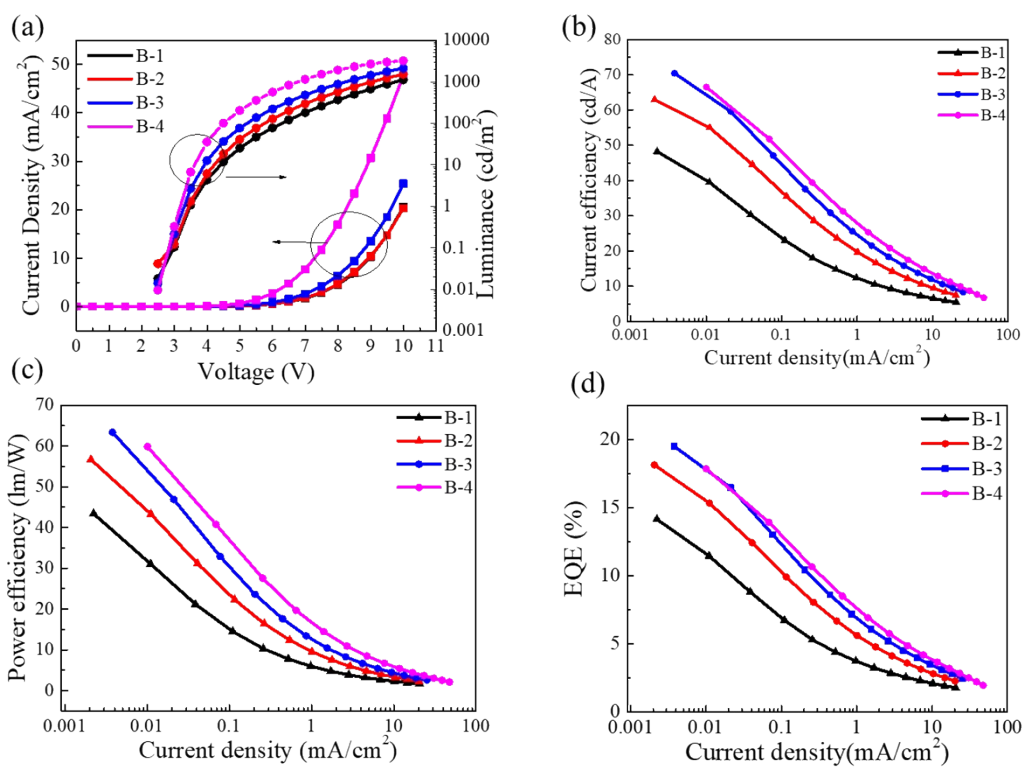 (a)
B-1
B-2
B-3
B-4
Current Density (mA/cm²)
50
40
30
20
10
0
10000
1000
100
10
1
0.1
0.01
0.001
Luminance (cd/m²)
0 1 2 3 4 5 6 7 8 9 10 11
Voltage (V)
(b)
B-1
B-2
B-3
B-4
Current efficiency (cd/A)
80
70
60
50
40
30
20
10
0
0.001 0.01 0.1 1 10 100
Current density(mA/cm²)
(c)
B-1
B-2
B-3
B-4
Power efficiency (lm/W)
70
60
50
40
30
20
10
0
0.001 0.01 0.1 1 10 100
Current density (mA/cm²)
(d)
B-1
B-2
B-3
B-4
EQE (%)
20
15
10
5
0
0.001 0.01 0.1 1 10 100
Current density(mA/cm²)